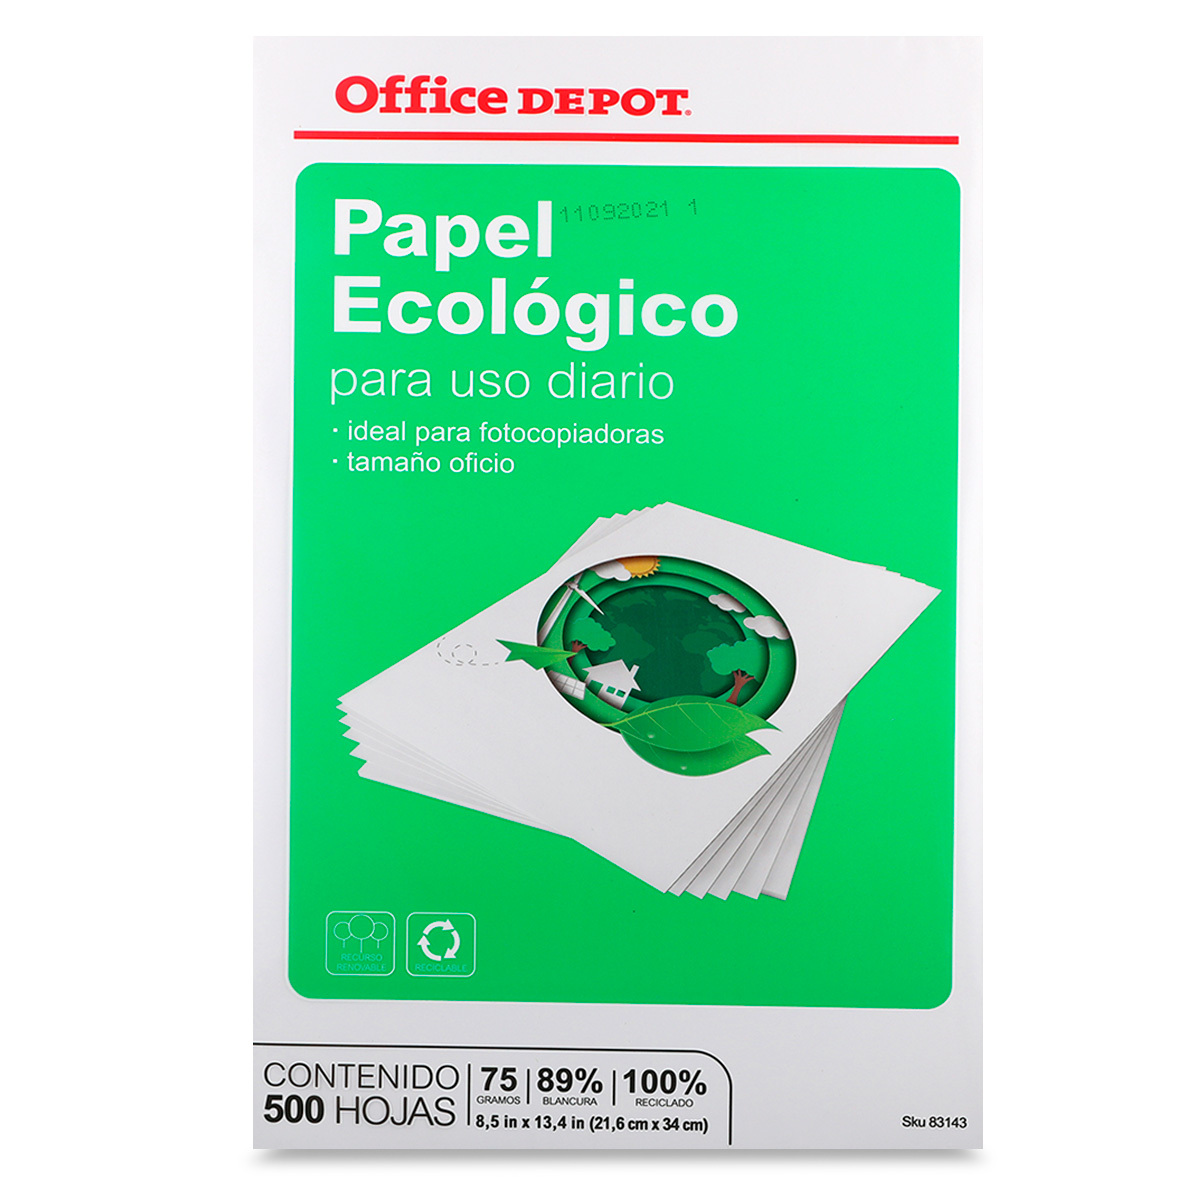 Office DEPOT®
Papel
11092021 1
Ecológico
para uso diario
· ideal para fotocopiadoras
· tamaño oficio
RECURSO
RENOVABLE
RECICLABLE
CONTENIDO
500 HOJAS
75
GRAMOS
89%
BLANCURA
100%
RECICLADO
8,5 in x 13,4 in (21,6 cm x 34 cm)
Sku 83143